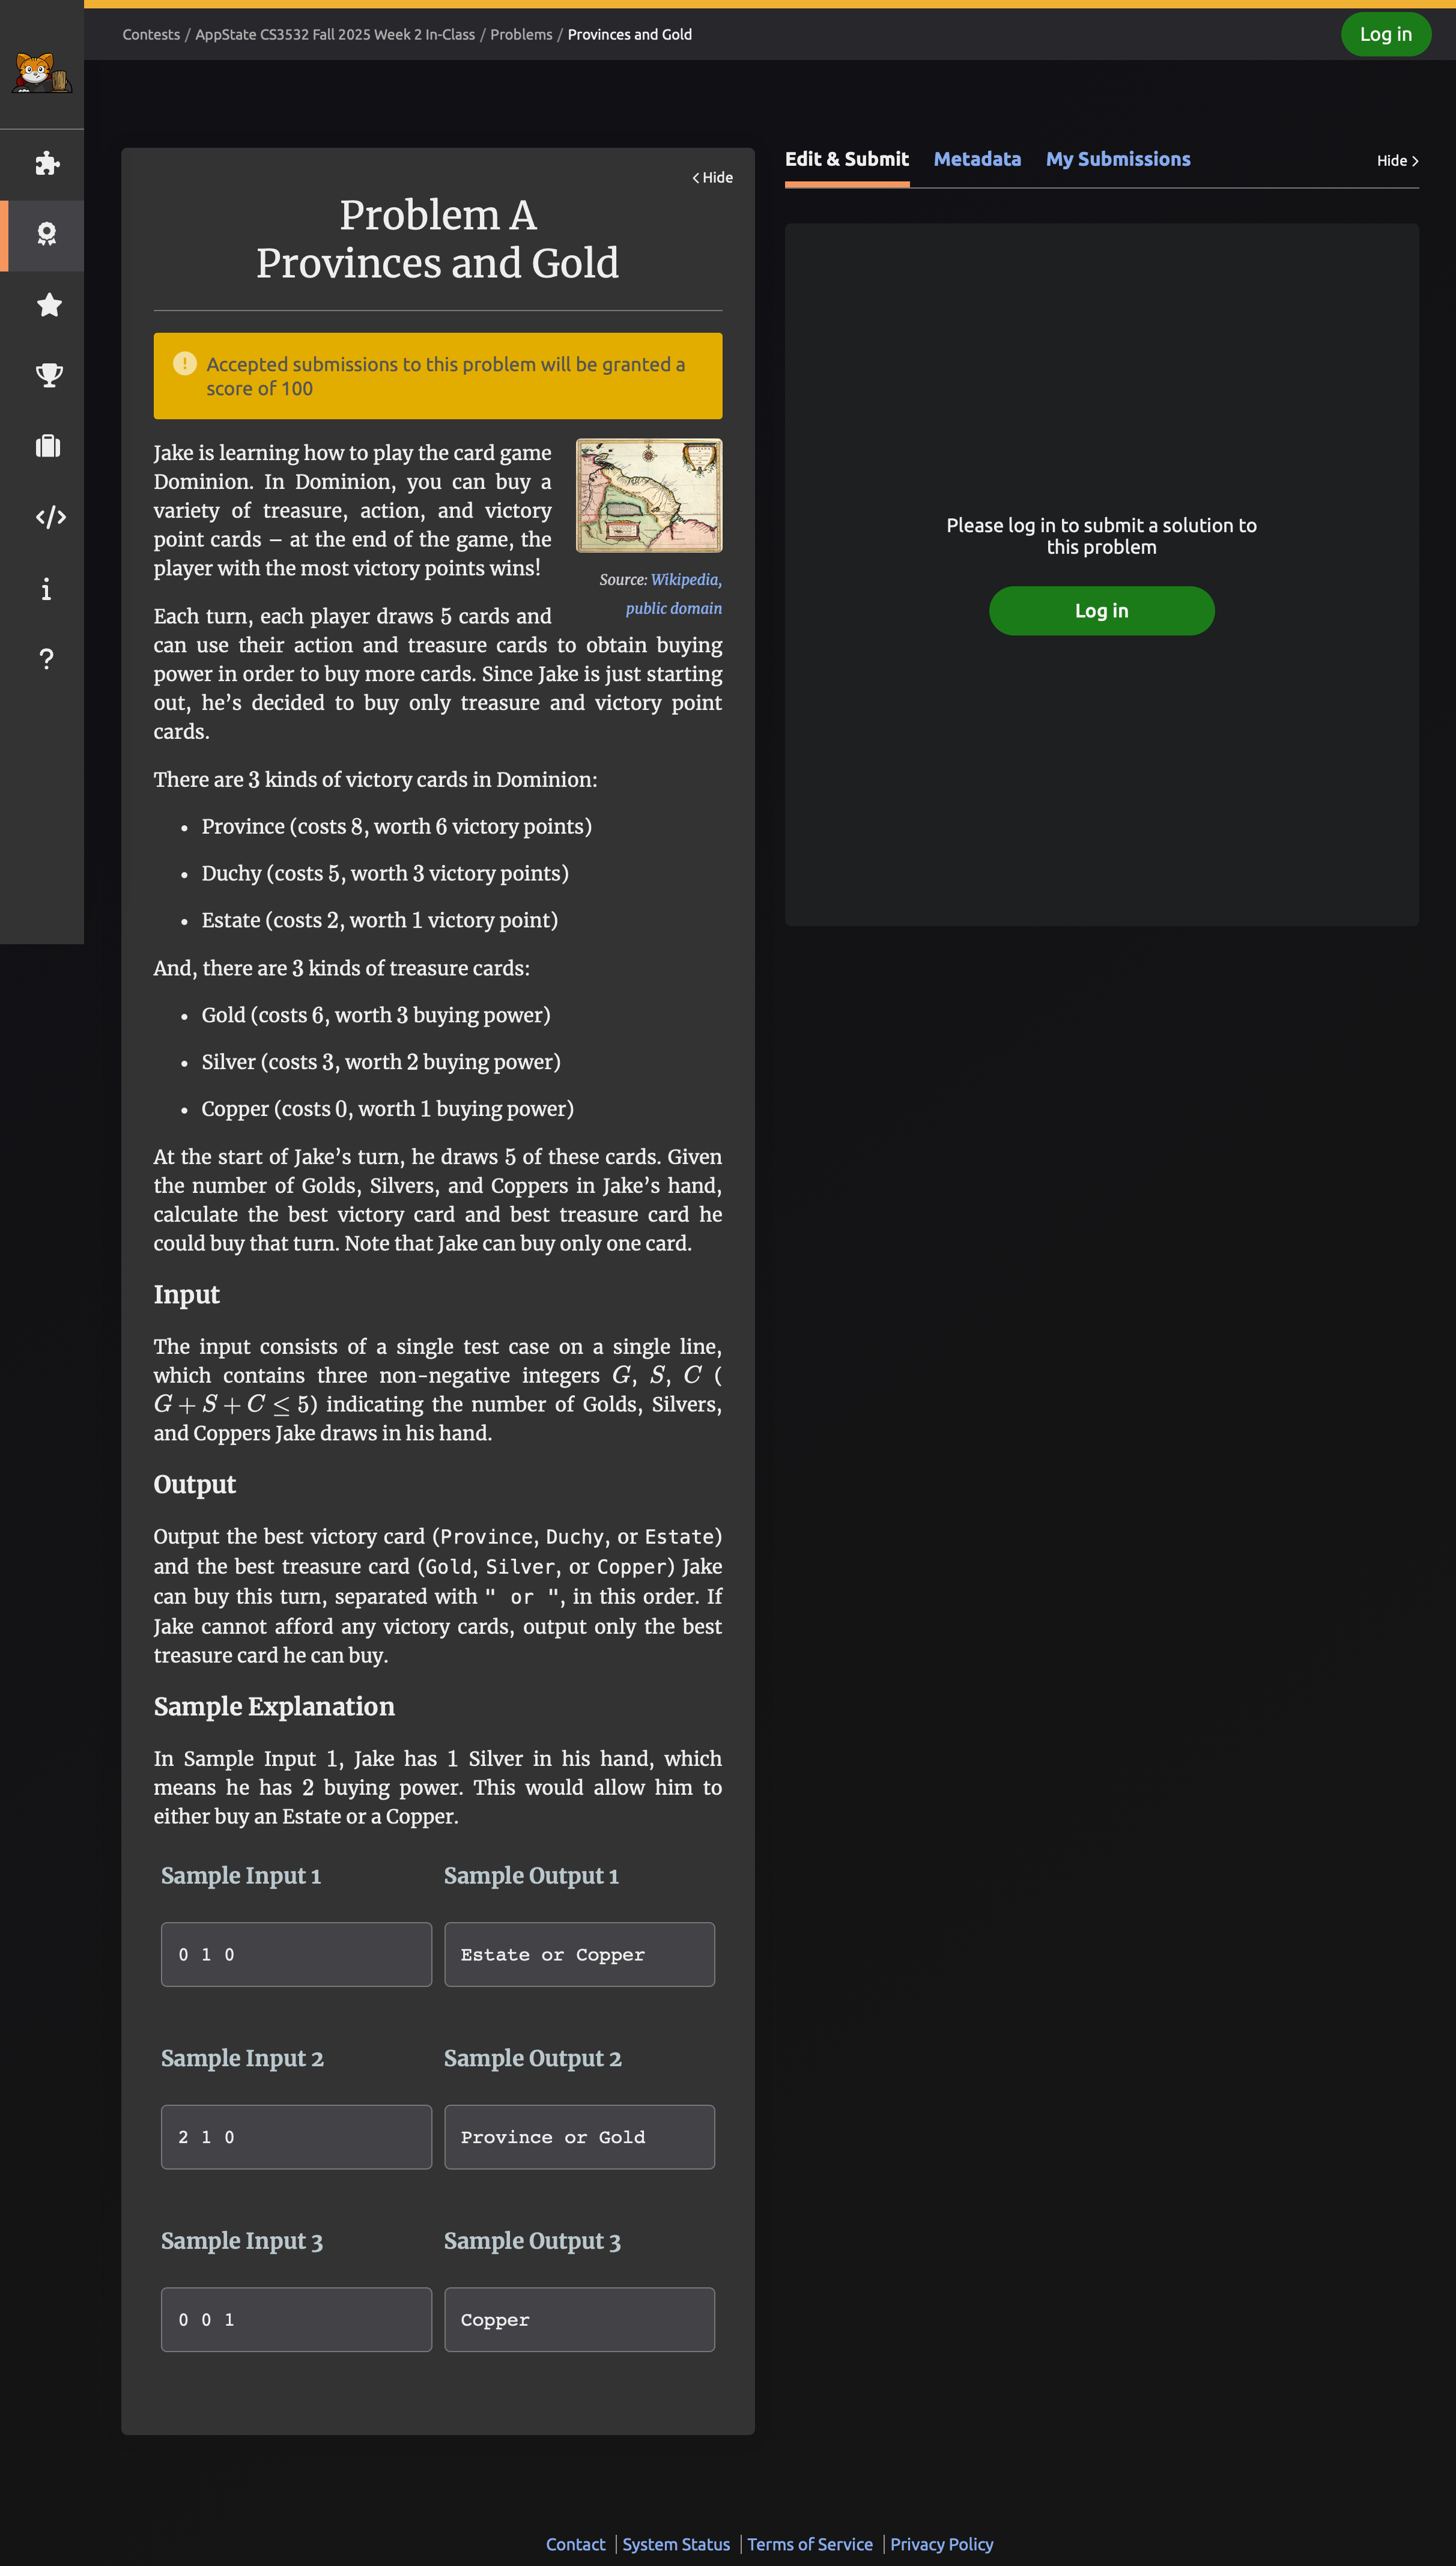 Contests / AppState CS3532 Fall 2025 Week 2 In-Class / Problems / Provinces and Gold
Log in
Hide
Problem A
Provinces and Gold
Accepted submissions to this problem will be granted a
score of 100
Jake is learning how to play the card game
Dominion. In Dominion, you can buy a
variety of treasure, action, and victory
point cards – at the end of the game, the
player with the most victory points wins!
Source: Wikipedia,
public domain
Each turn, each player draws 5 cards and
can use their action and treasure cards to obtain buying
power in order to buy more cards. Since Jake is just starting
out, he’s decided to buy only treasure and victory point
cards.
There are 3 kinds of victory cards in Dominion:
• Province (costs 8, worth 6 victory points)
• Duchy (costs 5, worth 3 victory points)
• Estate (costs 2, worth 1 victory point)
And, there are 3 kinds of treasure cards:
• Gold (costs 6, worth 3 buying power)
• Silver (costs 3, worth 2 buying power)
• Copper (costs 0, worth 1 buying power)
At the start of Jake’s turn, he draws 5 of these cards. Given
the number of Golds, Silvers, and Coppers in Jake’s hand,
calculate the best victory card and best treasure card he
could buy that turn. Note that Jake can buy only one card.
Input
The input consists of a single test case on a single line,
which contains three non-negative integers G, S, C (
G + S + C ≤ 5) indicating the number of Golds, Silvers,
and Coppers Jake draws in his hand.
Output
Output the best victory card (Province, Duchy, or Estate)
and the best treasure card (Gold, Silver, or Copper) Jake
can buy this turn, separated with " or ", in this order. If
Jake cannot afford any victory cards, output only the best
treasure card he can buy.
Sample Explanation
In Sample Input 1, Jake has 1 Silver in his hand, which
means he has 2 buying power. This would allow him to
either buy an Estate or a Copper.
Sample Input 1 Sample Output 1
0 1 0 Estate or Copper
Sample Input 2 Sample Output 2
2 1 0 Province or Gold
Sample Input 3 Sample Output 3
0 0 1 Copper
Edit & Submit Metadata My Submissions Hide
Please log in to submit a solution to
this problem
Log in
Contact | System Status | Terms of Service | Privacy Policy